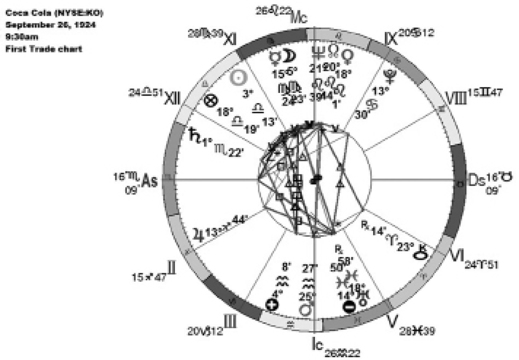 Coca Cola (NYSE:KO)
September 26, 1924
9:30am
First Trade chart
26♌22 Mc
28♍39 XI
IX 20♋12
24♎51 XII
VIII 15♊47
16♏09' As
Ds 16♉09'
15♐47 II
VI 24♈51
20♑12 III
V 28♓39
Ic 26♒22
☿ 15° ♍ 24'
☽ 5° ♍ 23'
♆ 21° ♌ 39'
☊ 20° ♌ 44'
♀ 18° ♌ 1'
♇ 13° ♋ 30'
☉ 3° ♎ 13'
⊗ 18° ♎ 19'
♄ 1° ♏ 22'
♃ 13° ♐ 44'
8' ♒ 4°
27' ♒ 25° ♂
℞ 50' ♓ 14°
℞ 58' ♓ 18° ♅
℞ 14' ♈ 23° ⚷